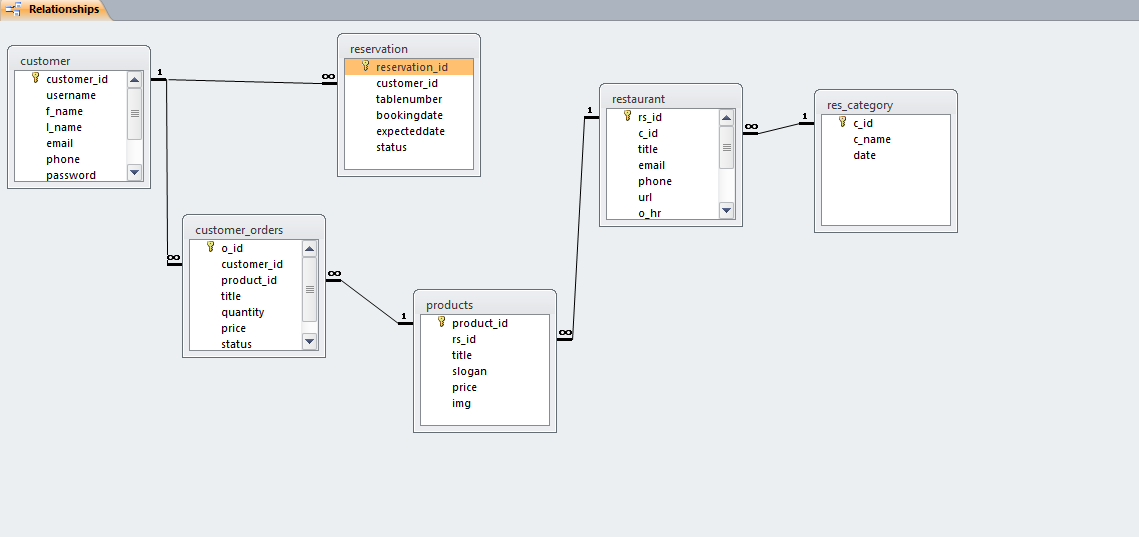 Relationships
customer
customer_id
username
f_name
l_name
email
phone
password
1
∞
reservation
reservation_id
customer_id
tablenumber
bookingdate
expecteddate
status
∞
customer_orders
o_id
customer_id
product_id
title
quantity
price
status
∞
1
products
product_id
rs_id
title
slogan
price
img
∞
1
restaurant
rs_id
c_id
title
email
phone
url
o_hr
∞
1
res_category
c_id
c_name
date